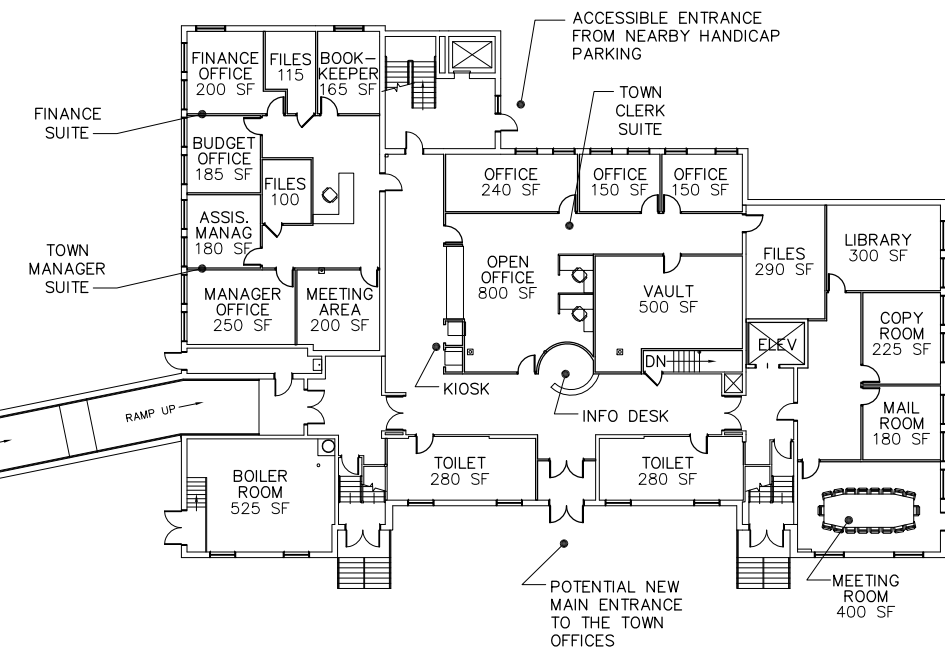 ACCESSIBLE ENTRANCE
FROM NEARBY HANDICAP
PARKING
FINANCE
OFFICE
200 SF
FILES
115
BOOK-
KEEPER
165 SF
TOWN
CLERK
SUITE
FINANCE
SUITE
BUDGET
OFFICE
185 SF
FILES
100
OFFICE
240 SF
OFFICE
150 SF
OFFICE
150 SF
ASSIS.
MANAG
180 SF
TOWN
MANAGER
SUITE
MANAGER
OFFICE
250 SF
MEETING
AREA
200 SF
OPEN
OFFICE
800 SF
VAULT
500 SF
FILES
290 SF
LIBRARY
300 SF
COPY
ROOM
225 SF
ELEV
DN
KIOSK
INFO DESK
RAMP UP
MAIL
ROOM
180 SF
BOILER
ROOM
525 SF
TOILET
280 SF
TOILET
280 SF
POTENTIAL NEW
MAIN ENTRANCE
TO THE TOWN
OFFICES
MEETING
ROOM
400 SF